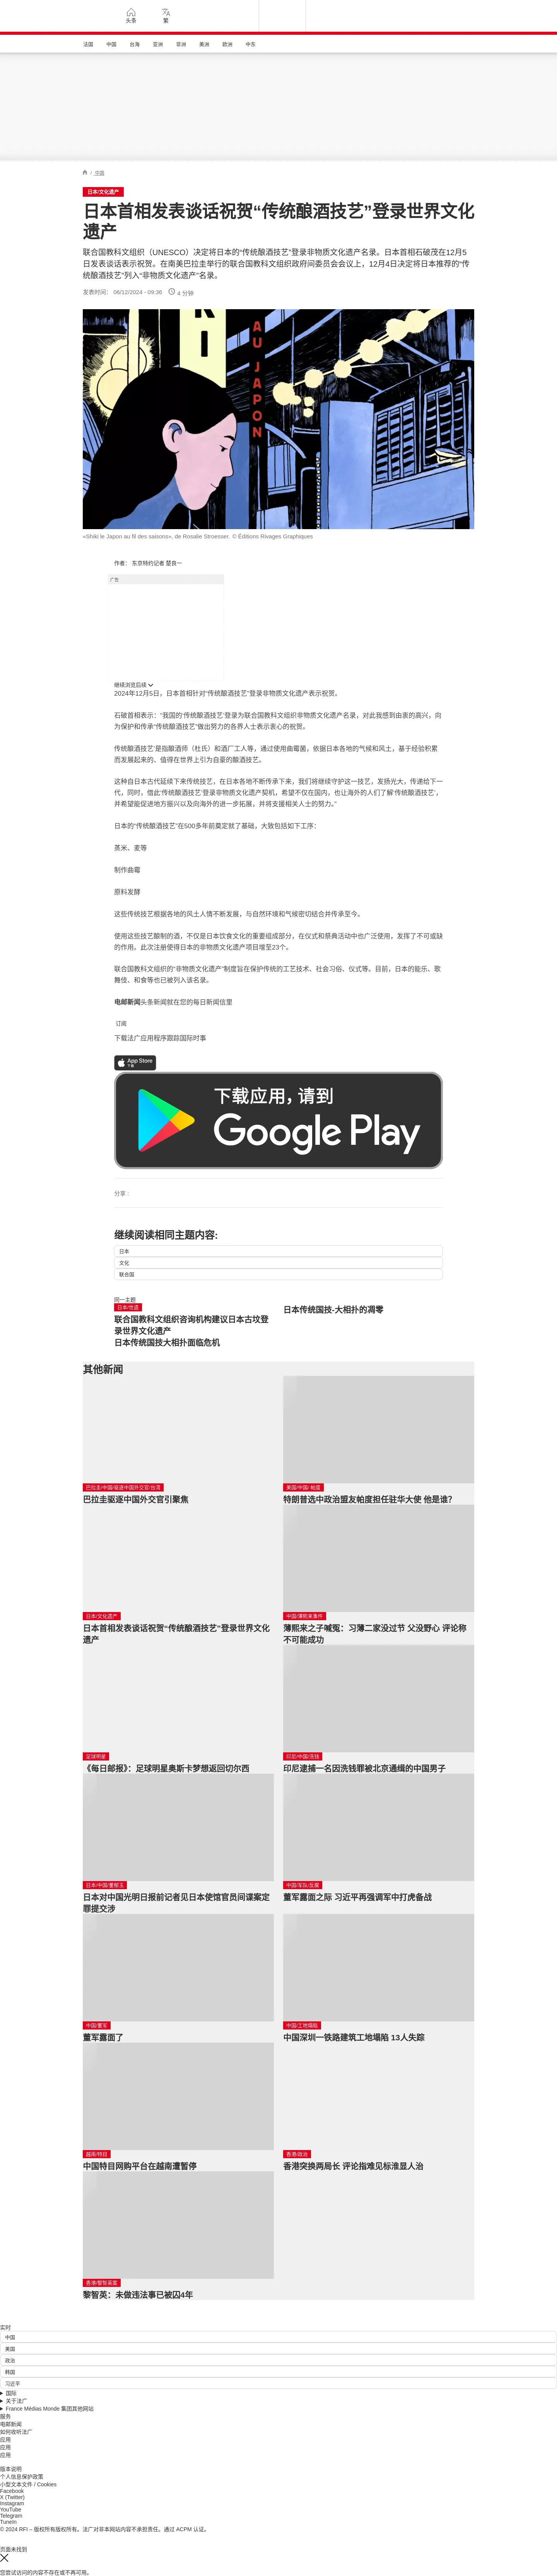 头条
繁
法国
中国
台海
亚洲
非洲
美洲
欧洲
中东
/ 中国
日本/文化遗产
日本首相发表谈话祝贺“传统酿酒技艺”登录世界文化
遗产
联合国教科文组织（UNESCO）决定将日本的“传统酿酒技艺”登录非物质文化遗产名录。日本首相石破茂在12月5
日发表谈话表示祝贺。在南美巴拉圭举行的联合国教科文组织政府间委员会会议上，12月4日决定将日本推荐的“传
统酿酒技艺”列入“非物质文化遗产”名录。
发表时间： 06/12/2024 - 09:36
4 分钟
AU JAPON
«Shiki le Japon au fil des saisons», de Rosalie Stroesser. © Éditions Rivages Graphiques
作者： 东京特约记者 楚良一
广告
继续浏览后续
2024年12月5日，日本首相针对“传统酿酒技艺”登录非物质文化遗产表示祝贺。
石破首相表示：“我国的‘传统酿酒技艺’登录为联合国教科文组织非物质文化遗产名录，对此我感到由衷的高兴，向
为保护和传承“传统酿酒技艺”做出努力的各界人士表示衷心的祝贺。
传统酿酒技艺’是指酿酒师（杜氏）和酒厂工人等，通过使用曲霉菌，依据日本各地的气候和风土，基于经验积累
而发展起来的、值得在世界上引为自豪的酿酒技艺。
这种自日本古代延续下来传统技艺，在日本各地不断传承下来，我们将继续守护这一技艺，发扬光大，传递给下一
代，同时，借此‘传统酿酒技艺’登录非物质文化遗产契机，希望不仅在国内，也让海外的人们了解‘传统酿酒技艺’，
并希望能促进地方振兴以及向海外的进一步拓展，并将支援相关人士的努力。”
日本的“传统酿酒技艺”在500多年前奠定就了基础，大致包括如下工序：
蒸米、麦等
制作曲霉
原料发酵
这些传统技艺根据各地的风土人情不断发展，与自然环境和气候密切结合并传承至今。
使用这些技艺酿制的酒，不仅是日本饮食文化的重要组成部分，在仪式和祭典活动中也广泛使用，发挥了不可或缺
的作用。此次注册使得日本的非物质文化遗产项目增至23个。
联合国教科文组织的“非物质文化遗产”制度旨在保护传统的工艺技术、社会习俗、仪式等。目前，日本的能乐、歌
舞伎、和食等也已被列入该名录。
电邮新闻头条新闻就在您的每日新闻信里
订阅
下载法广应用程序跟踪国际时事
App Store
下载
下载应用，请到
Google Play
分享 :
继续阅读相同主题内容:
日本
文化
联合国
同一主题
日本/世遗
联合国教科文组织咨询机构建议日本古坟登
录世界文化遗产
日本传统国技大相扑面临危机
日本传统国技-大相扑的凋零
其他新闻
巴拉圭/中国/驱逐中国外交官/台湾
巴拉圭驱逐中国外交官引聚焦
美国/中国/ 帕度
特朗普选中政治盟友帕度担任驻华大使 他是谁？
日本/文化遗产
日本首相发表谈话祝贺“传统酿酒技艺”登录世界文化
遗产
中国/薄熙来事件
薄熙来之子喊冤：习薄二家没过节 父没野心 评论称
不可能成功
足球明星
《每日邮报》：足球明星奥斯卡梦想返回切尔西
印尼/中国/洗钱
印尼逮捕一名因洗钱罪被北京通缉的中国男子
日本/中国/董郁玉
日本对中国光明日报前记者见日本使馆官员间谍案定
罪提交涉
中国/军队/反腐
董军露面之际 习近平再强调军中打虎备战
中国/董军
董军露面了
中国/工地塌陷
中国深圳一铁路建筑工地塌陷 13人失踪
越南/特目
中国特目网购平台在越南遭暂停
香港/政治
香港突换两局长 评论指难见标淮显人治
香港/黎智英案
黎智英：未做违法事已被囚4年
实时
中国
美国
政治
韩国
习近平
国际
关于法广
France Médias Monde 集团其他网站
服务
电邮新闻
如何收听法广
应用
应用
应用
版本说明
个人信息保护政策
小型文本文件 / Cookies
Facebook
X (Twitter)
Instagram
YouTube
Telegram
TuneIn
© 2024 RFI – 版权所有版权所有。法广对非本网站内容不承担责任。通过 ACPM 认证。
页面未找到
您尝试访问的内容不存在或不再可用。